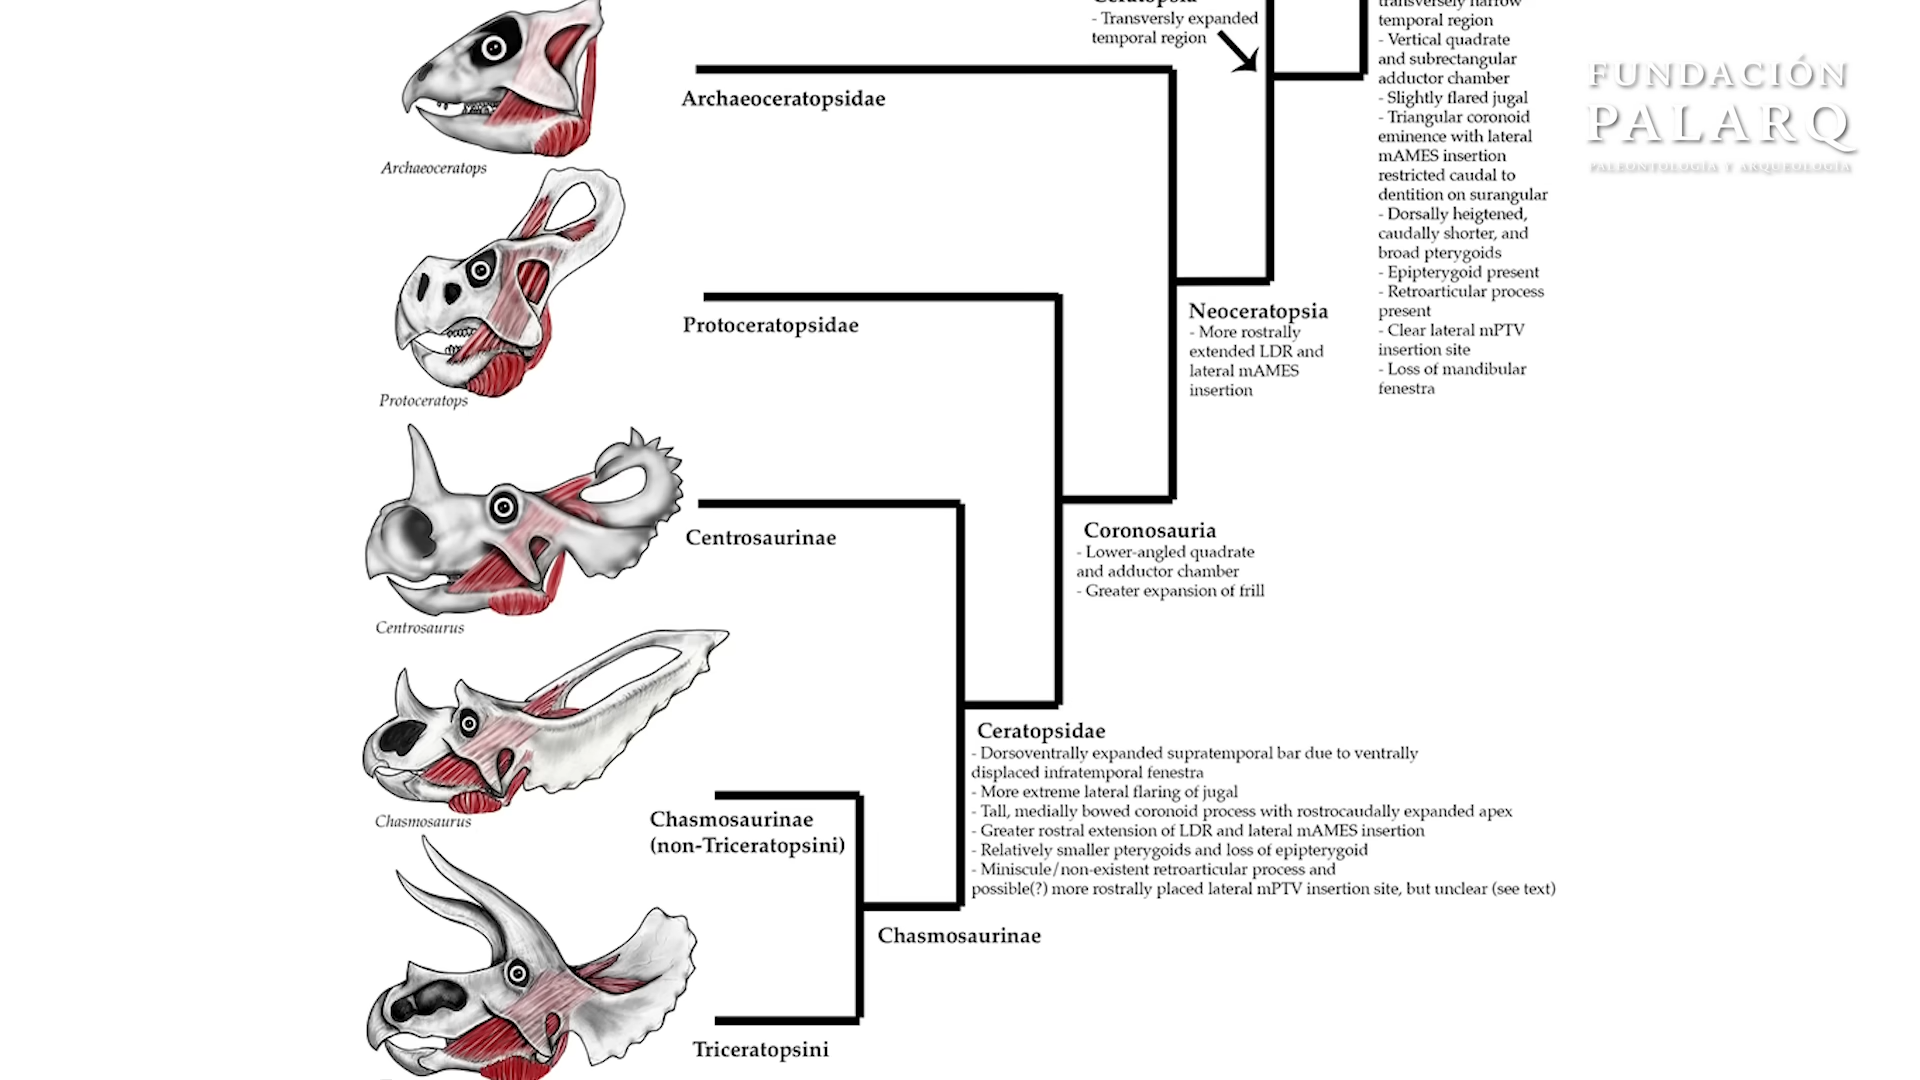 Ceratopsia
- Transversly expanded
temporal region
transversely narrow
temporal region
- Vertical quadrate
and subrectangular
adductor chamber
- Slightly flared jugal
- Triangular coronoid
eminence with lateral
mAMES insertion
restricted caudal to
dentition on surangular
- Dorsally heigtened,
caudally shorter, and
broad pterygoids
- Epipterygoid present
- Retroarticular process
present
- Clear lateral mPTV
insertion site
- Loss of mandibular
fenestra
FUNDACIÓN
PALARQ
PALEONTOLOGÍA Y ARQUEOLOGÍA
Archaeoceratopsidae
Archaeoceratops
Protoceratopsidae
Protoceratops
Neoceratopsia
- More rostrally
extended LDR and
lateral mAMES
insertion
Centrosaurinae
Centrosaurus
Coronosauria
- Lower-angled quadrate
and adductor chamber
- Greater expansion of frill
Chasmosaurus
Ceratopsidae
- Dorsoventrally expanded supratemporal bar due to ventrally
displaced infratemporal fenestra
- More extreme lateral flaring of jugal
- Tall, medially bowed coronoid process with rostrocaudally expanded apex
- Greater rostral extension of LDR and lateral mAMES insertion
- Relatively smaller pterygoids and loss of epipterygoid
- Miniscule/non-existent retroarticular process and
possible(?) more rostrally placed lateral mPTV insertion site, but unclear (see text)
Chasmosaurinae
(non-Triceratopsini)
Chasmosaurinae
Triceratopsini